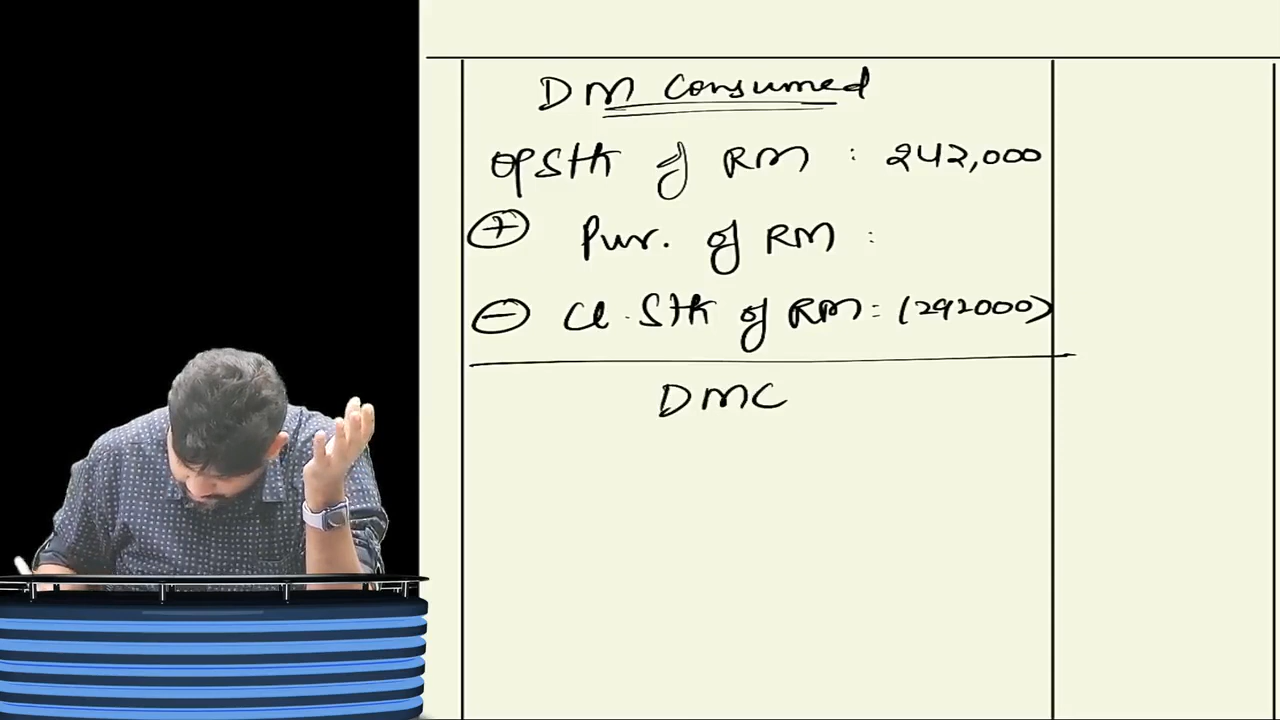 DM Consumed
OpStk of RM : 242,000
+ Pur. of RM :
- Cl. Stk of RM : (292000)
DMC